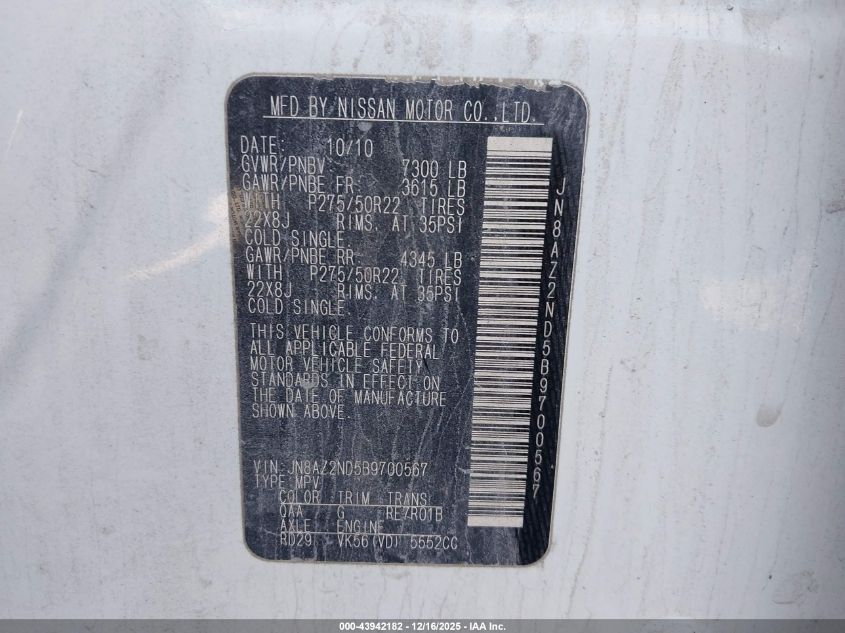 MFD BY NISSAN MOTOR CO.,LTD.
DATE: 10/10
GVWR/PNBV 7300 LB
GAWR/PNBE FR 3615 LB
WITH P275/50R22 TIRES
22X8J RIMS. AT 35PSI
COLD SINGLE
GAWR/PNBE RR 4345 LB
WITH P275/50R22 TIRES
22X8J RIMS. AT 35PSI
COLD SINGLE
THIS VEHICLE CONFORMS TO
ALL APPLICABLE FEDERAL
MOTOR VEHICLE SAFETY
STANDARDS IN EFFECT ON
THE DATE OF MANUFACTURE
SHOWN ABOVE.
VIN: JN8AZ2ND5B9700567
TYPE: MPV
COLOR TRIM TRANS
QAA G RE7R01B
AXLE ENGINE
RD29 VK56(VD) 5552CC
JN8AZ2ND5B9700567
000-43942182 - 12/16/2025 - IAA Inc.